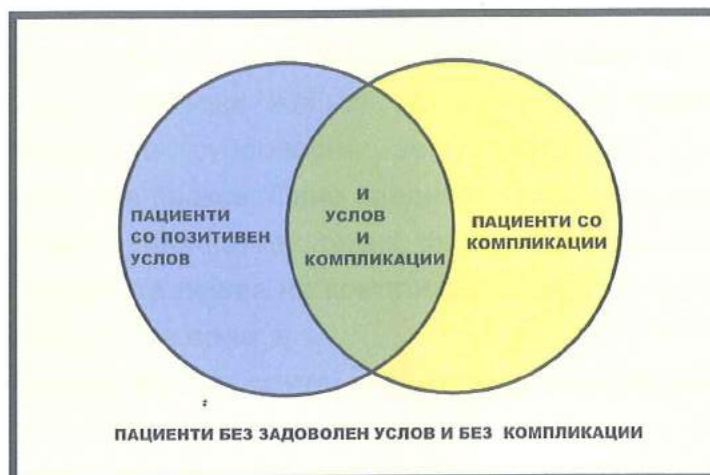 ПАЦИЕНТИ
СО ПОЗИТИВЕН
УСЛОВ
И
УСЛОВ
И
КОМПЛИКАЦИИ
ПАЦИЕНТИ СО
КОМПЛИКАЦИИ
ПАЦИЕНТИ БЕЗ ЗАДОВОЛЕН УСЛОВ И БЕЗ КОМПЛИКАЦИИ